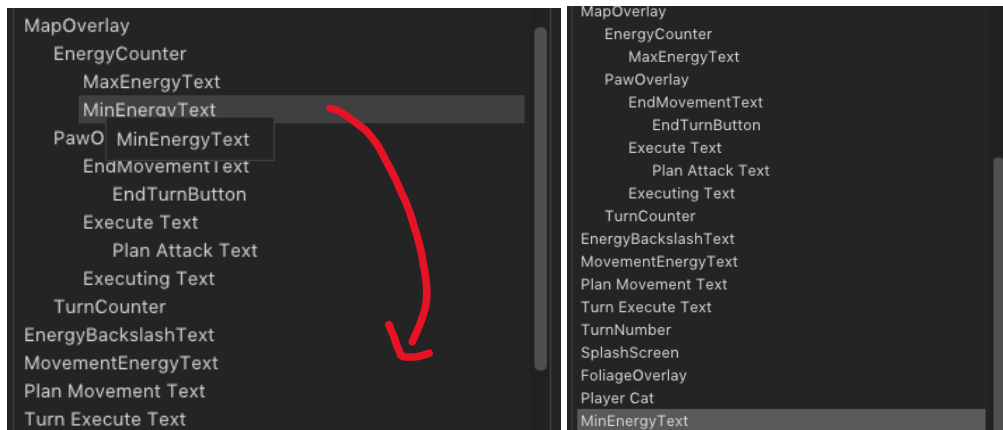 MapOverlay
EnergyCounter
MaxEnergyText
MinEnergyText
PawO
MinEnergyText
EndMovementText
EndTurnButton
Execute Text
Plan Attack Text
Executing Text
TurnCounter
EnergyBackslashText
MovementEnergyText
Plan Movement Text
Turn Execute Text
MapOverlay
EnergyCounter
MaxEnergyText
PawOverlay
EndMovementText
EndTurnButton
Execute Text
Plan Attack Text
Executing Text
TurnCounter
EnergyBackslashText
MovementEnergyText
Plan Movement Text
Turn Execute Text
TurnNumber
SplashScreen
FoliageOverlay
Player Cat
MinEnergyText